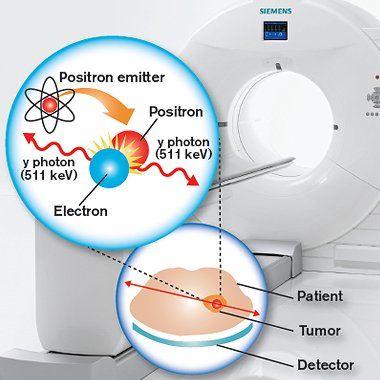 SIEMENS
Positron emitter
Positron
y photon
(511 keV)
y photon
(511 keV)
Electron
Patient
Tumor
Detector